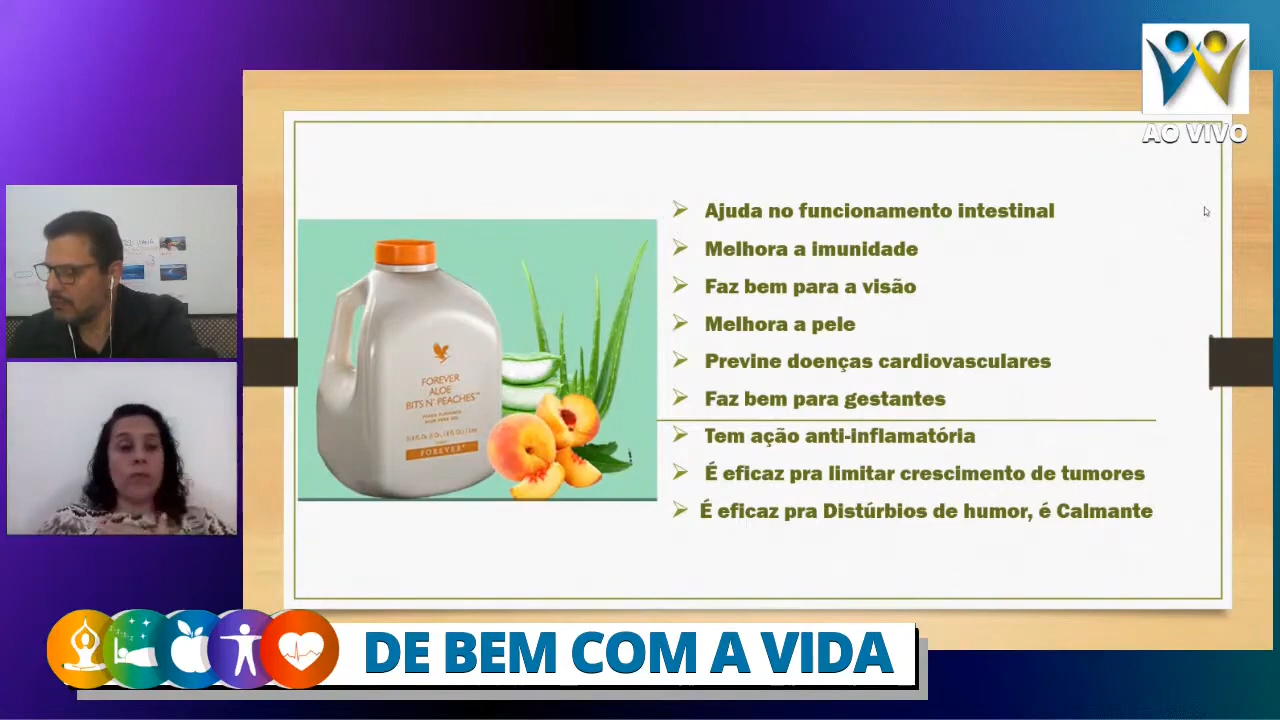 AO VIVO
Ajuda no funcionamento intestinal
Melhora a imunidade
Faz bem para a visão
Melhora a pele
Previne doenças cardiovasculares
Faz bem para gestantes
Tem ação anti-inflamatória
É eficaz pra limitar crescimento de tumores
É eficaz pra Distúrbios de humor, é Calmante
FOREVER
ALOE
BITS N' PEACHES™
FOREVER
DE BEM COM A VIDA